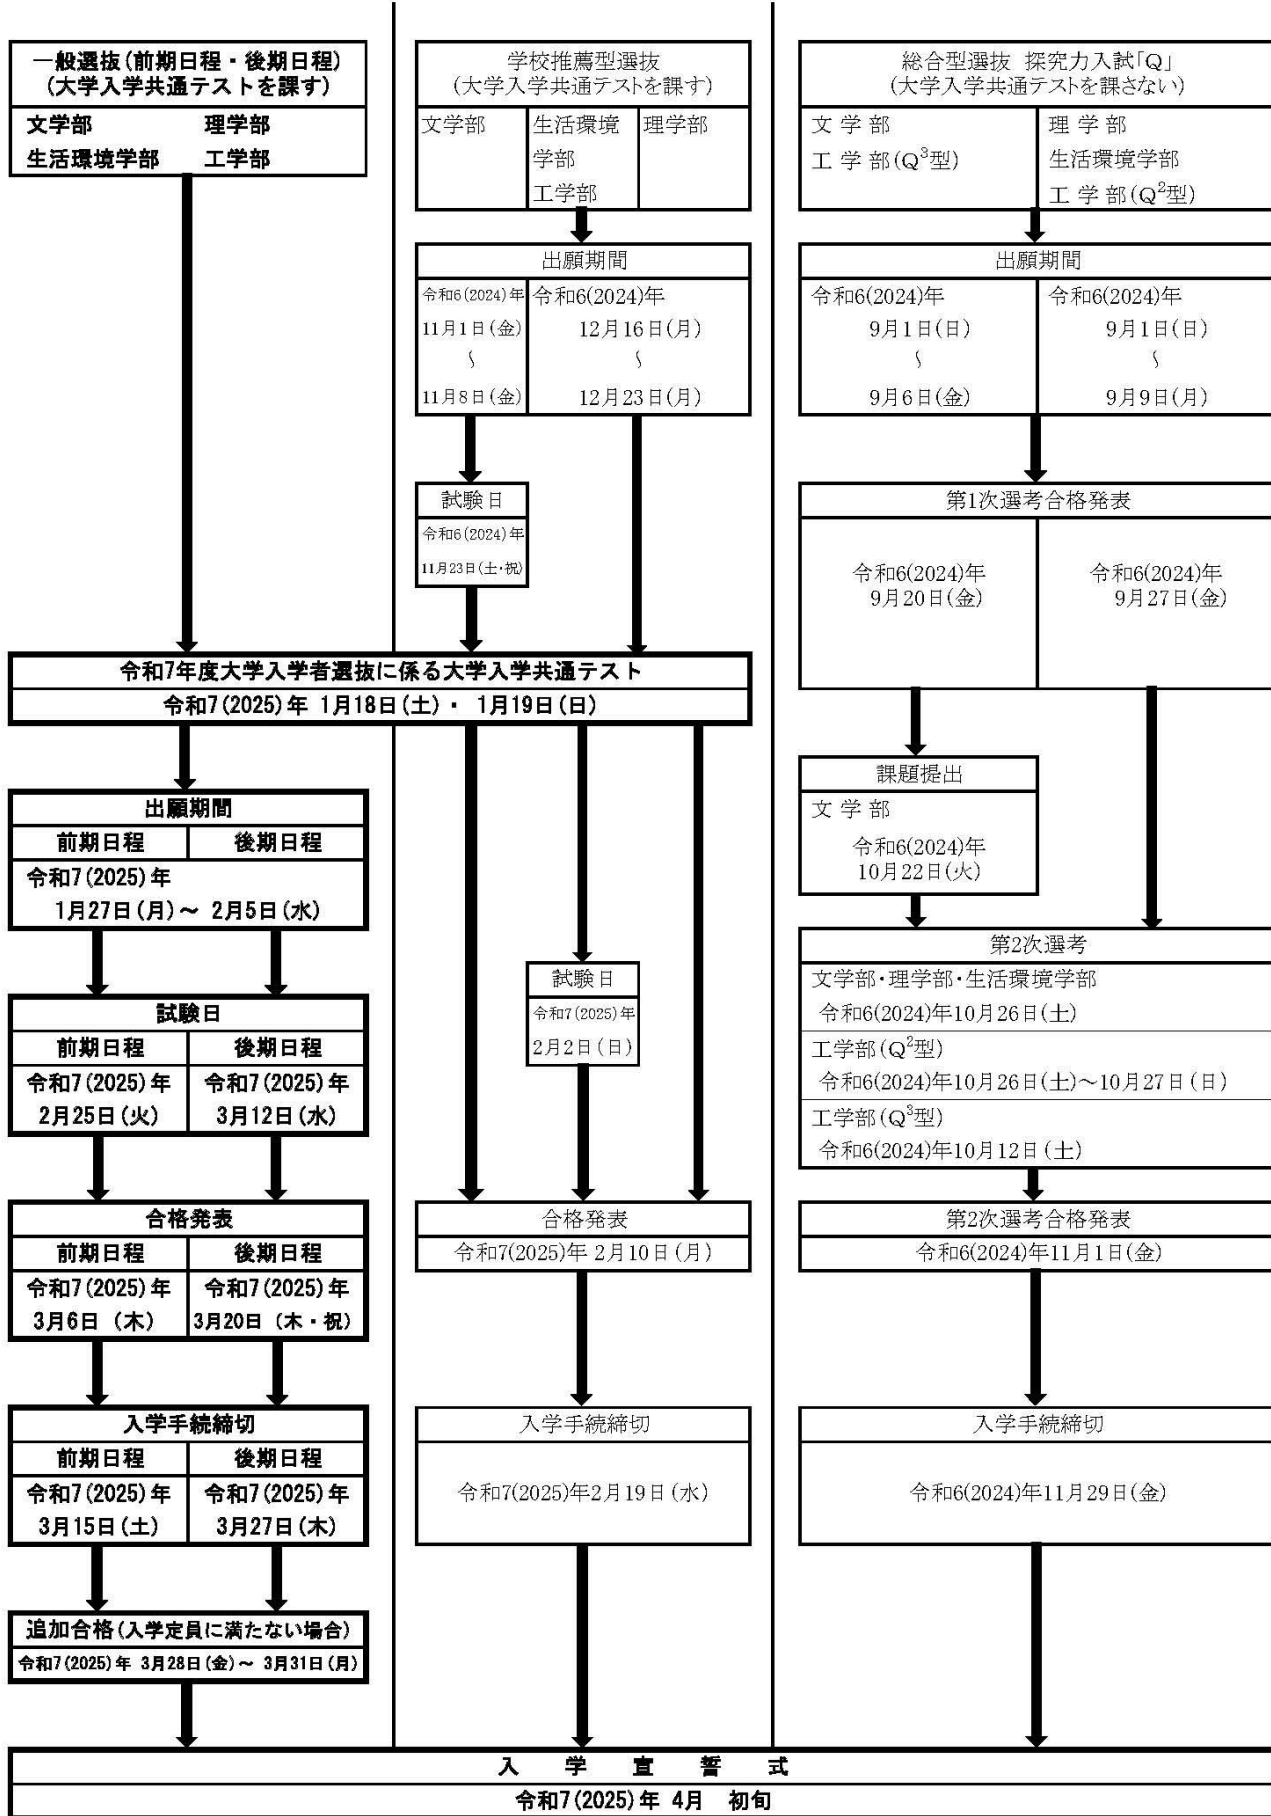 一般選抜(前期日程・後期日程)
(大学入学共通テストを課す)
文学部 理学部
生活環境学部 工学部
令和7年度大学入学者選抜に係る大学入学共通テスト
令和7(2025)年 1月18日(土)・ 1月19日(日)
出願期間
前期日程 後期日程
令和7(2025)年
1月27日(月)～ 2月5日(水)
試験日
前期日程 後期日程
令和7(2025)年 令和7(2025)年
2月25日(火) 3月12日(水)
合格発表
前期日程 後期日程
令和7(2025)年 令和7(2025)年
3月6日 (木) 3月20日 (木・祝)
入学手続締切
前期日程 後期日程
令和7(2025)年 令和7(2025)年
3月15日(土) 3月27日(木)
追加合格(入学定員に満たない場合)
令和7(2025)年 3月28日(金)～ 3月31日(月)
学校推薦型選抜
(大学入学共通テストを課す)
文学部 生活環境 理学部
学部
工学部
出願期間
令和6(2024)年 令和6(2024)年
11月1日(金) 12月16日(月)
～ ～
11月8日(金) 12月23日(月)
試験日
令和6(2024)年
11月23日(土・祝)
試験日
令和7(2025)年
2月2日(日)
合格発表
令和7(2025)年 2月10日(月)
入学手続締切
令和7(2025)年2月19日(水)
総合型選抜 探究力入試「Q」
(大学入学共通テストを課さない)
文 学 部 理 学 部
工 学 部(Q³型) 生活環境学部
工 学 部(Q²型)
出願期間
令和6(2024)年 令和6(2024)年
9月1日(日) 9月1日(日)
～ ～
9月6日(金) 9月9日(月)
第1次選考合格発表
令和6(2024)年 令和6(2024)年
9月20日(金) 9月27日(金)
課題提出
文 学 部
令和6(2024)年
10月22日(火)
第2次選考
文学部・理学部・生活環境学部
令和6(2024)年10月26日(土)
工学部(Q²型)
令和6(2024)年10月26日(土)～10月27日(日)
工学部(Q³型)
令和6(2024)年10月12日(土)
第2次選考合格発表
令和6(2024)年11月1日(金)
入学手続締切
令和6(2024)年11月29日(金)
入 学 宣 誓 式
令和7(2025)年 4月 初旬